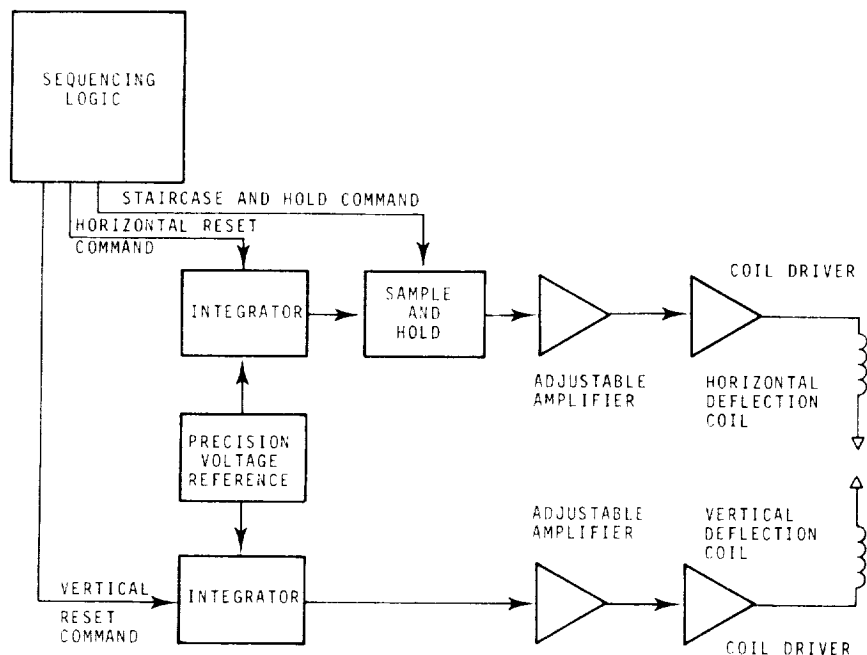 SEQUENCING
LOGIC
STAIRCASE AND HOLD COMMAND
HORIZONTAL RESET
COMMAND
INTEGRATOR
SAMPLE
AND
HOLD
COIL DRIVER
ADJUSTABLE
AMPLIFIER
HORIZONTAL
DEFLECTION
COIL
PRECISION
VOLTAGE
REFERENCE
ADJUSTABLE
AMPLIFIER
VERTICAL
DEFLECTION
COIL
VERTICAL
RESET
COMMAND
INTEGRATOR
COIL DRIVER